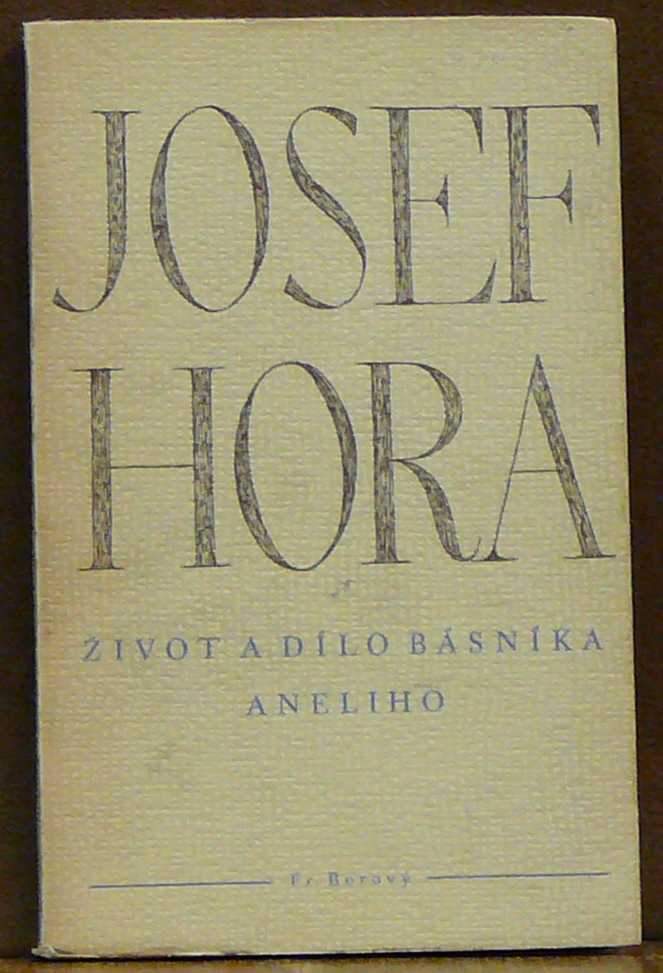 JOSEF
HORA
ŽIVOT A DÍLO BÁSNÍKA
ANELIHO
Fr Borový